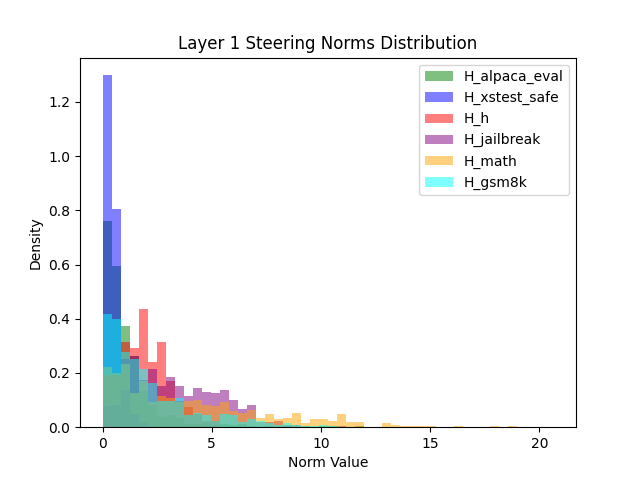 Layer 1 Steering Norms Distribution
H_alpaca_eval
H_xstest_safe
H_h
H_jailbreak
H_math
H_gsm8k
Density
1.2
1.0
0.8
0.6
0.4
0.2
0.0
0
5
10
15
20
Norm Value